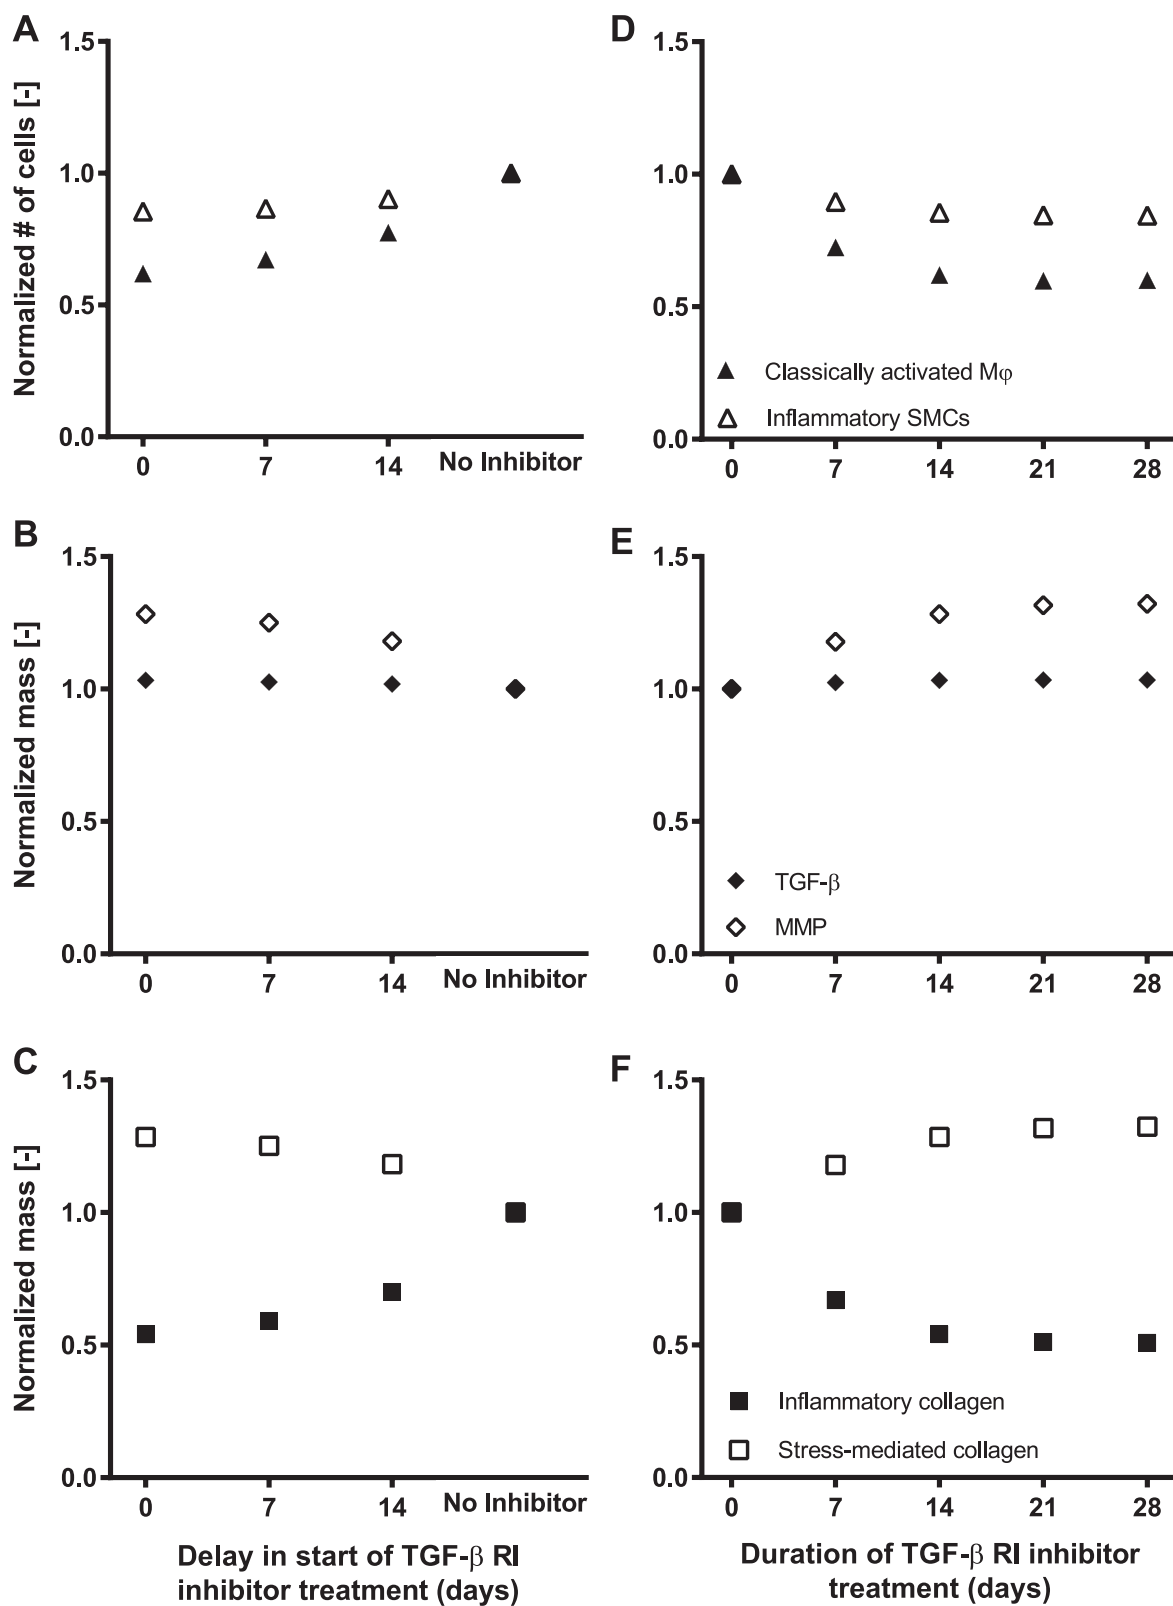 A
Normalized # of cells [-]
1.5
1.0
0.5
0.0
0 7 14 No Inhibitor
D
1.5
1.0
0.5
0.0
Classically activated Mφ
Inflammatory SMCs
0 7 14 21 28
B
Normalized mass [-]
1.5
1.0
0.5
0.0
0 7 14 No Inhibitor
E
1.5
1.0
0.5
0.0
TGF-β
MMP
0 7 14 21 28
C
Normalized mass [-]
1.5
1.0
0.5
0.0
0 7 14 No Inhibitor
Delay in start of TGF-β RI
inhibitor treatment (days)
F
1.5
1.0
0.5
0.0
Inflammatory collagen
Stress-mediated collagen
0 7 14 21 28
Duration of TGF-β RI inhibitor
treatment (days)